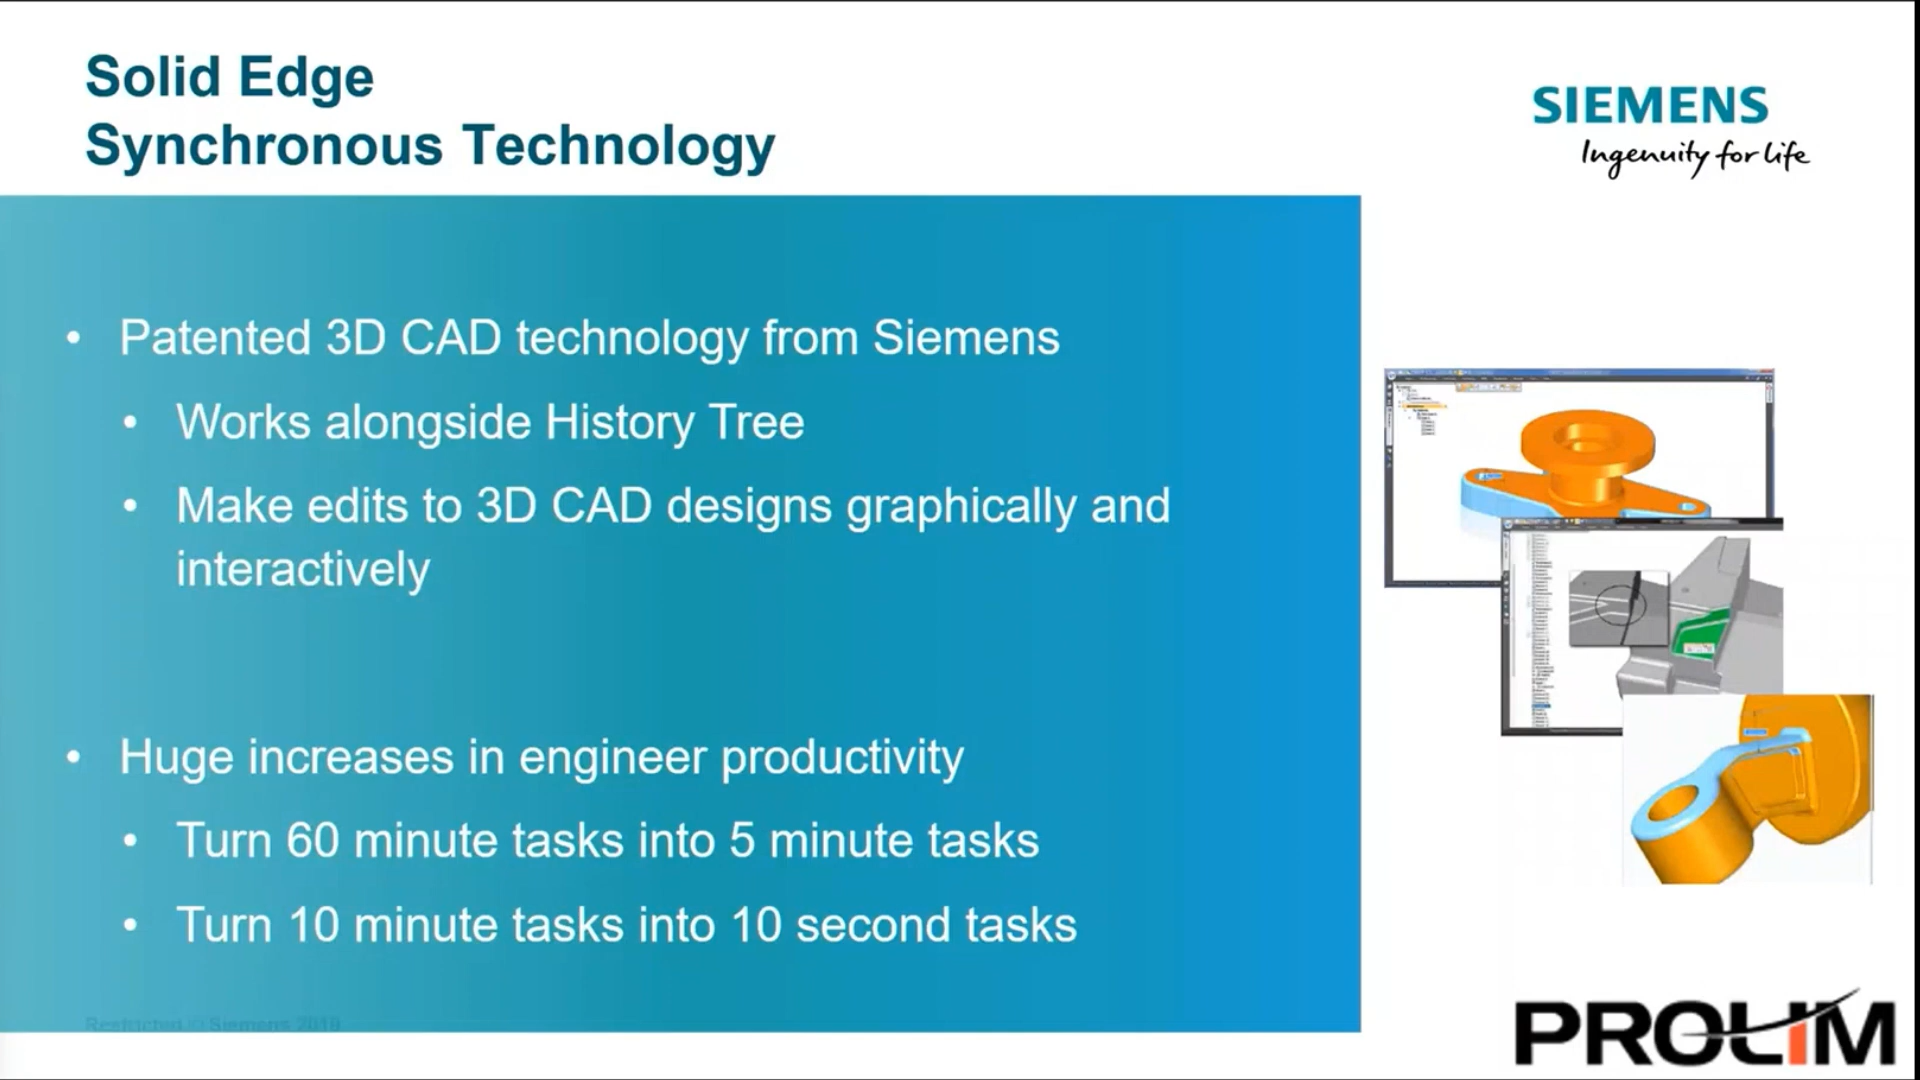 Solid Edge
Synchronous Technology
SIEMENS
Ingenuity for life
• Patented 3D CAD technology from Siemens
• Works alongside History Tree
• Make edits to 3D CAD designs graphically and
interactively
• Huge increases in engineer productivity
• Turn 60 minute tasks into 5 minute tasks
• Turn 10 minute tasks into 10 second tasks
Restricted © Siemens
PROLIM